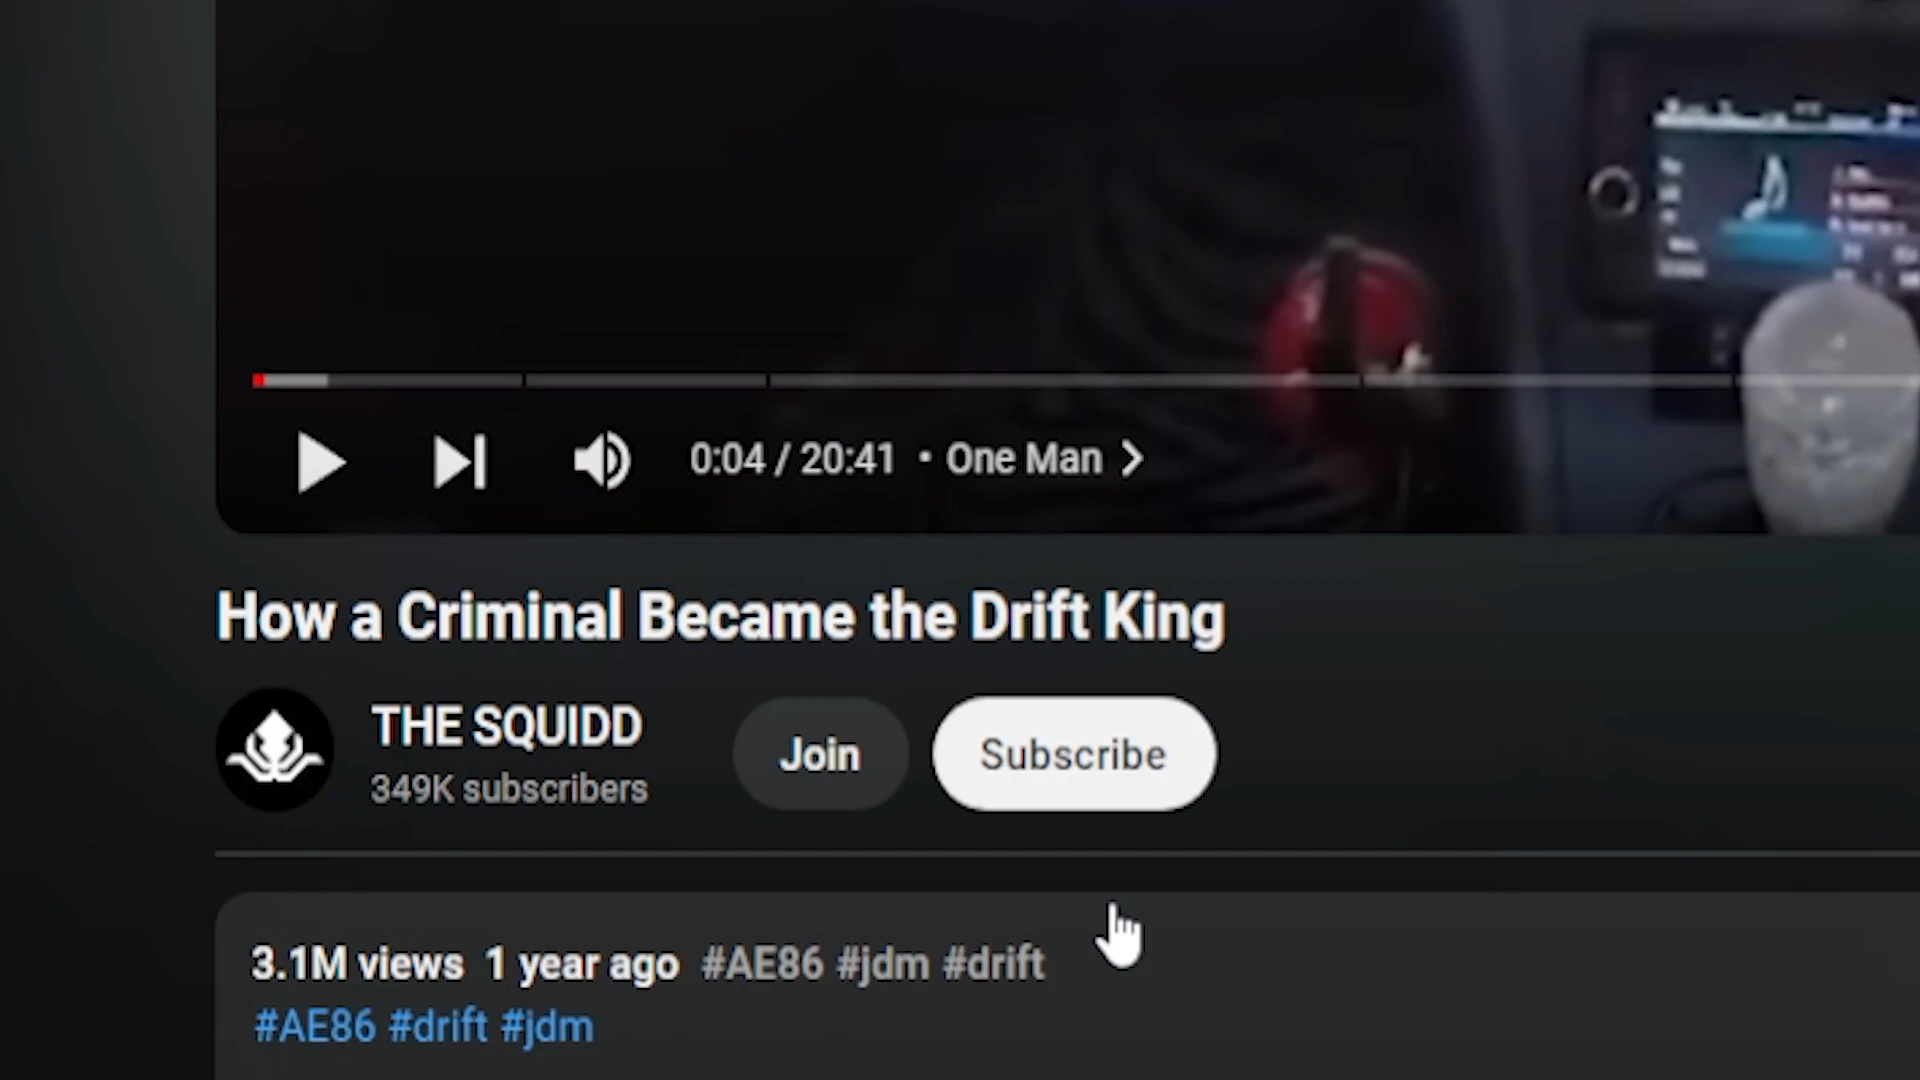 0:04 / 20:41 • One Man >
How a Criminal Became the Drift King
THE SQUIDD
349K subscribers
Join
Subscribe
3.1M views 1 year ago #AE86 #jdm #drift
#AE86 #drift #jdm